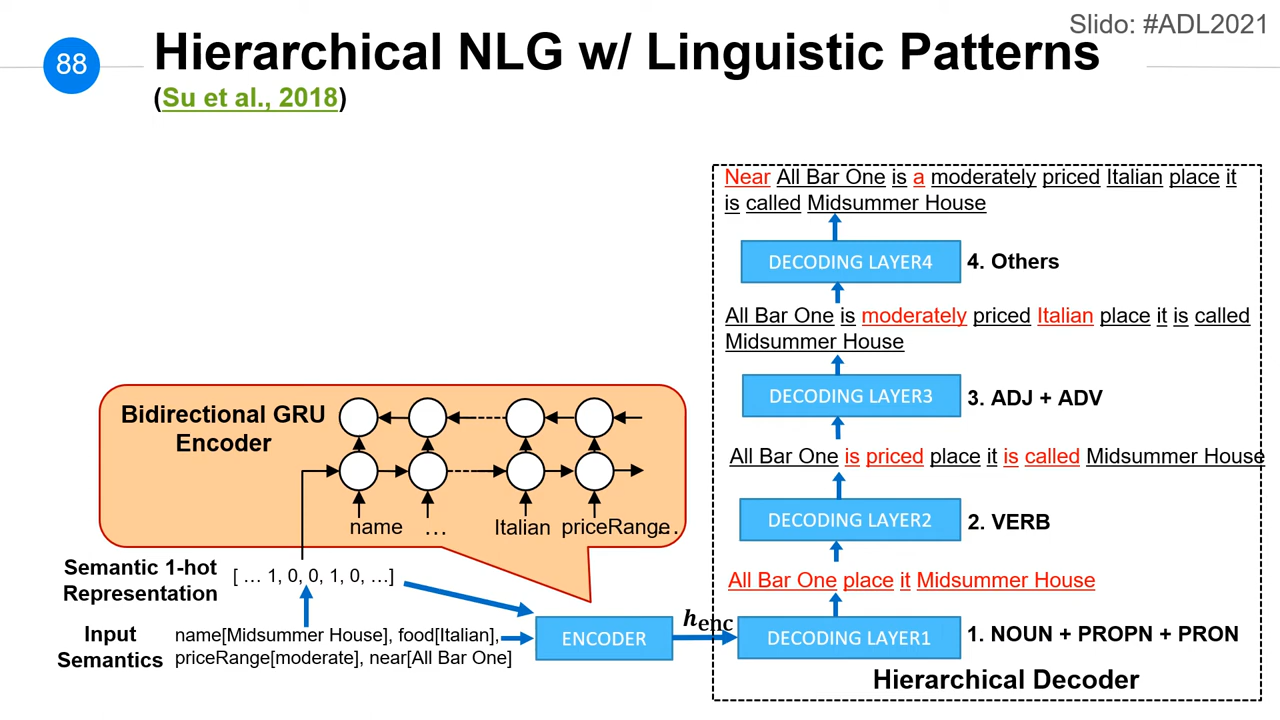 Slido: #ADL2021
88
Hierarchical NLG w/ Linguistic Patterns
(Su et al., 2018)
Near All Bar One is a moderately priced Italian place it
is called Midsummer House
DECODING LAYER4
4. Others
All Bar One is moderately priced Italian place it is called
Midsummer House
DECODING LAYER3
3. ADJ + ADV
All Bar One is priced place it is called Midsummer House
DECODING LAYER2
2. VERB
All Bar One place it Midsummer House
DECODING LAYER1
1. NOUN + PROPN + PRON
Hierarchical Decoder
Bidirectional GRU
Encoder
name
…
Italian
priceRange
…
Semantic 1-hot
Representation
[ … 1, 0, 0, 1, 0, …]
Input
Semantics
name[Midsummer House], food[Italian],
priceRange[moderate], near[All Bar One]
ENCODER
henc